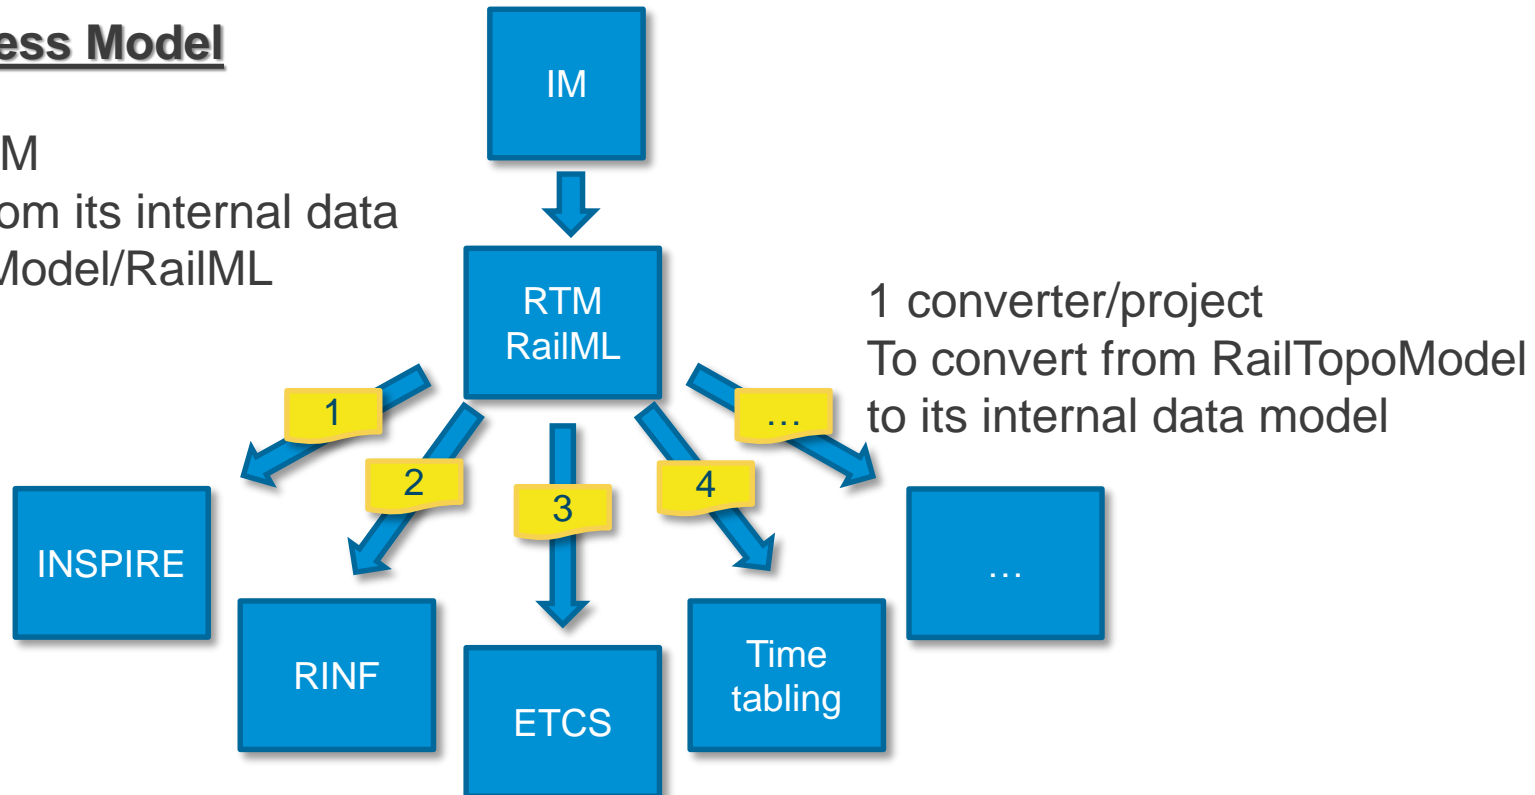 ess Model
IM
M
om its internal data
Model/RailML
RTM
RailML
1 converter/project
To convert from RailTopoModel
to its internal data model
1
…
2
3
4
INSPIRE
…
RINF
ETCS
Time
tabling